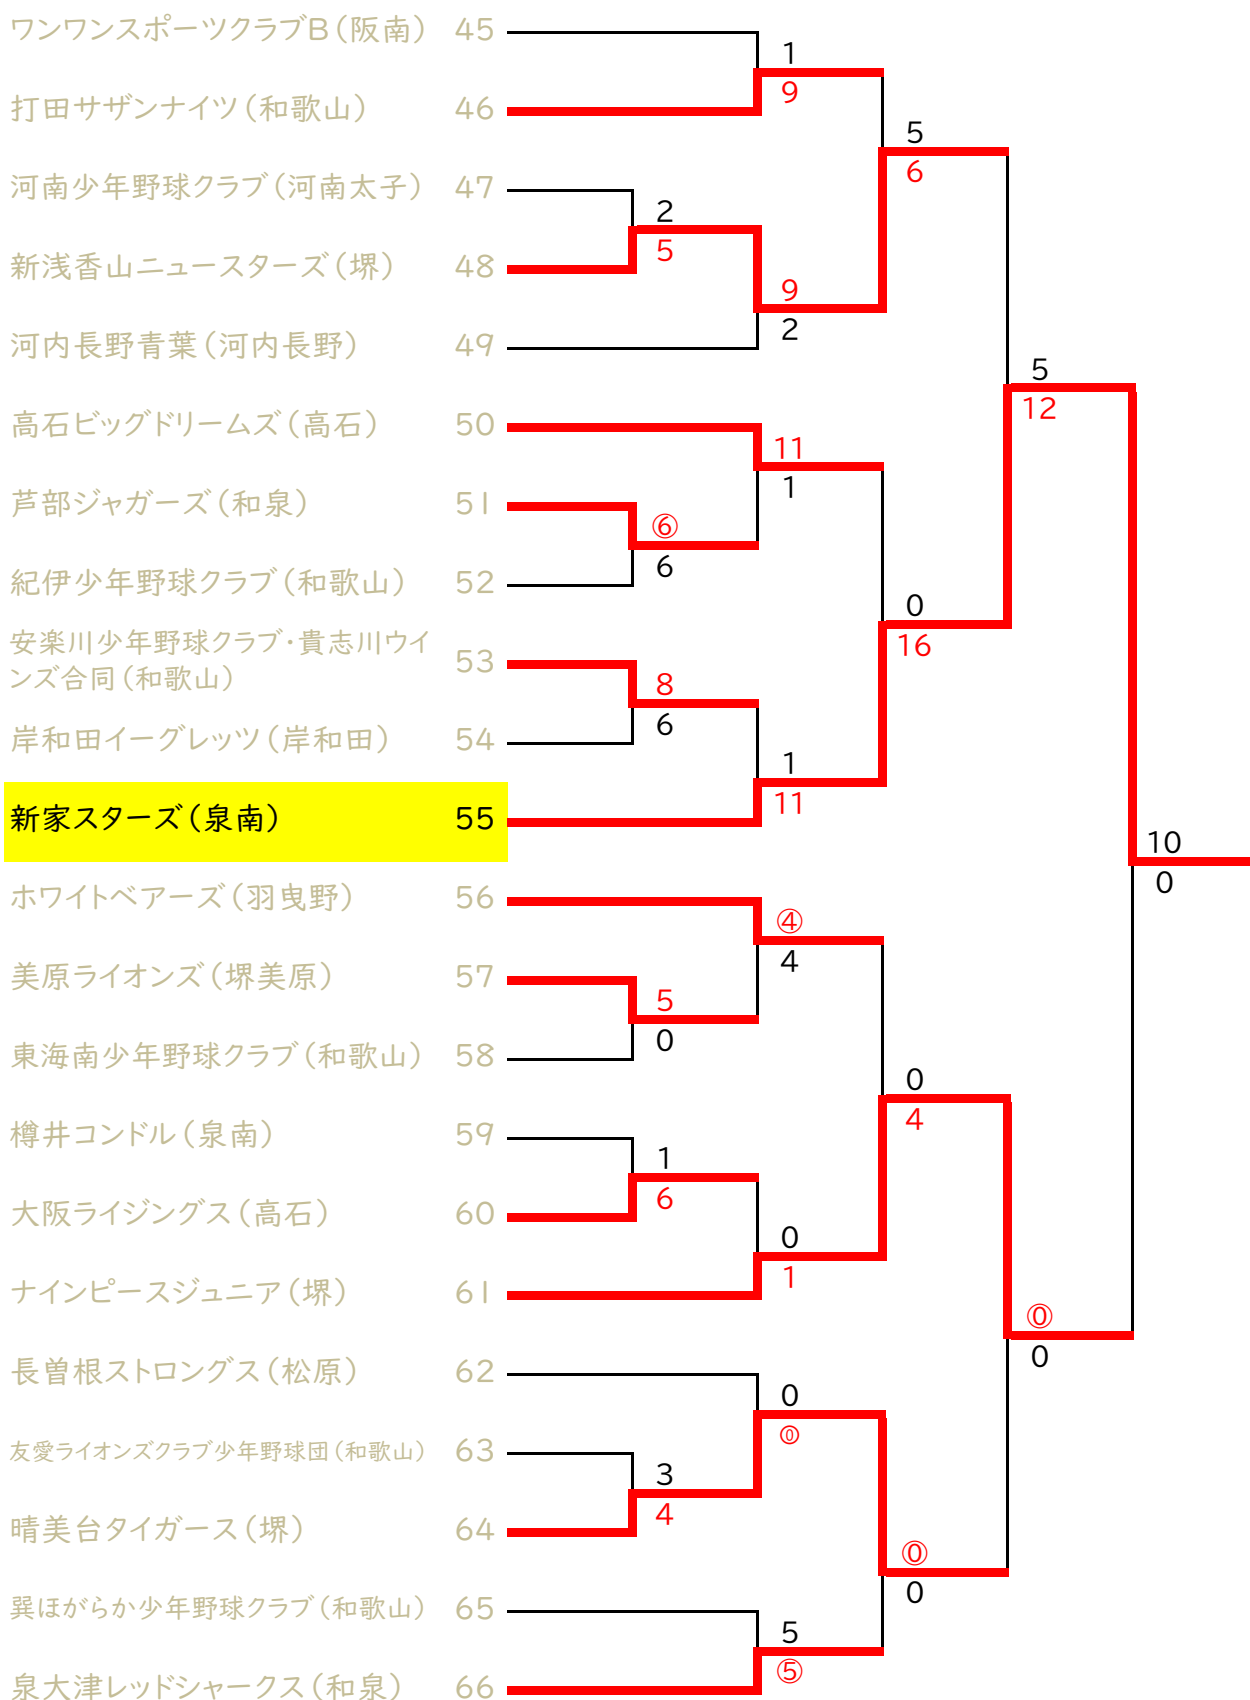 ワンワンスポーツクラブB(阪南) 45
1
9
打田サザンナイツ(和歌山) 46
5
6
河南少年野球クラブ(河南太子) 47
2
5
新浅香山ニュースターズ(堺) 48
9
2
河内長野青葉(河内長野) 49
5
12
高石ビッグドリームズ(高石) 50
11
1
芦部ジャガーズ(和泉) 51
⑥
6
紀伊少年野球クラブ(和歌山) 52
0
16
安楽川少年野球クラブ・貴志川ウイ
ンズ合同(和歌山) 53
8
6
岸和田イーグレッツ(岸和田) 54
1
11
新家スターズ(泉南) 55
10
0
ホワイトベアーズ(羽曳野) 56
④
4
美原ライオンズ(堺美原) 57
5
0
東海南少年野球クラブ(和歌山) 58
0
4
樽井コンドル(泉南) 59
1
6
大阪ライジングス(高石) 60
0
1
ナインピースジュニア(堺) 61
⓪
0
長曽根ストロングス(松原) 62
0
⓪
友愛ライオンズクラブ少年野球団(和歌山) 63
3
4
晴美台タイガース(堺) 64
⓪
0
巽ほがらか少年野球クラブ(和歌山) 65
5
⑤
泉大津レッドシャークス(和泉) 66